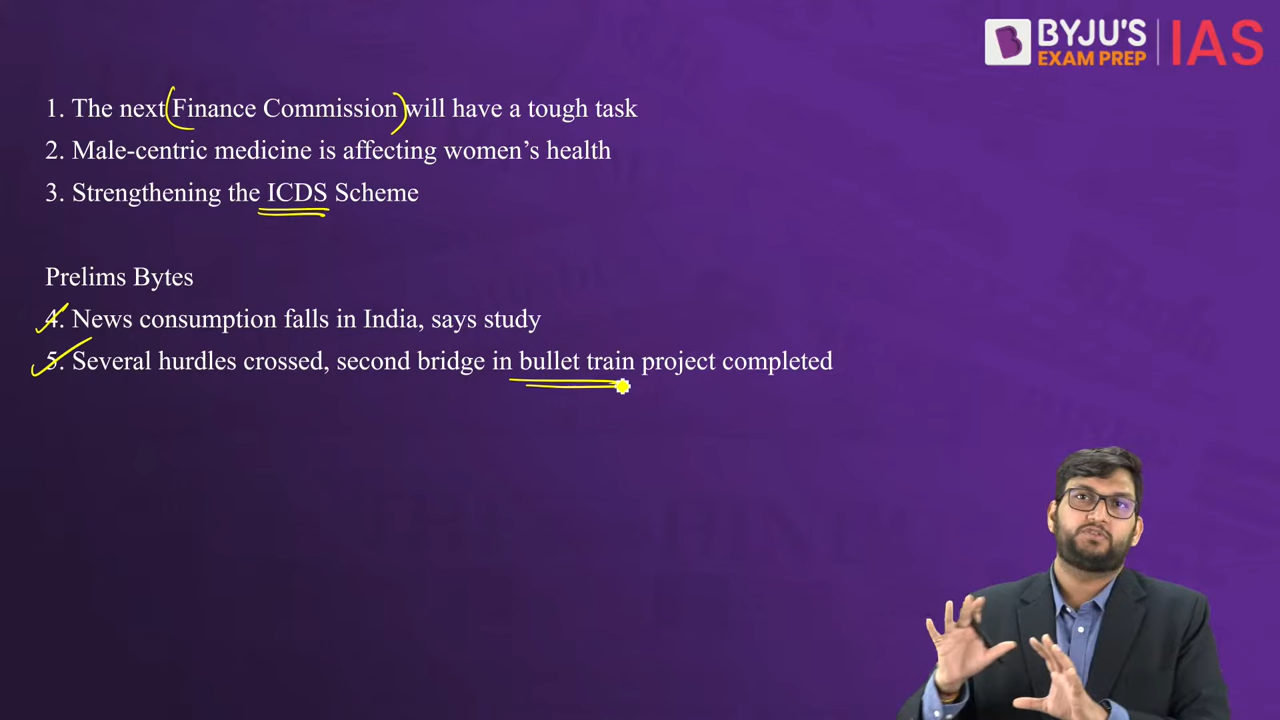 BYJU'S
EXAM PREP
IAS
1. The next Finance Commission will have a tough task
2. Male-centric medicine is affecting women’s health
3. Strengthening the ICDS Scheme
Prelims Bytes
4. News consumption falls in India, says study
5. Several hurdles crossed, second bridge in bullet train project completed